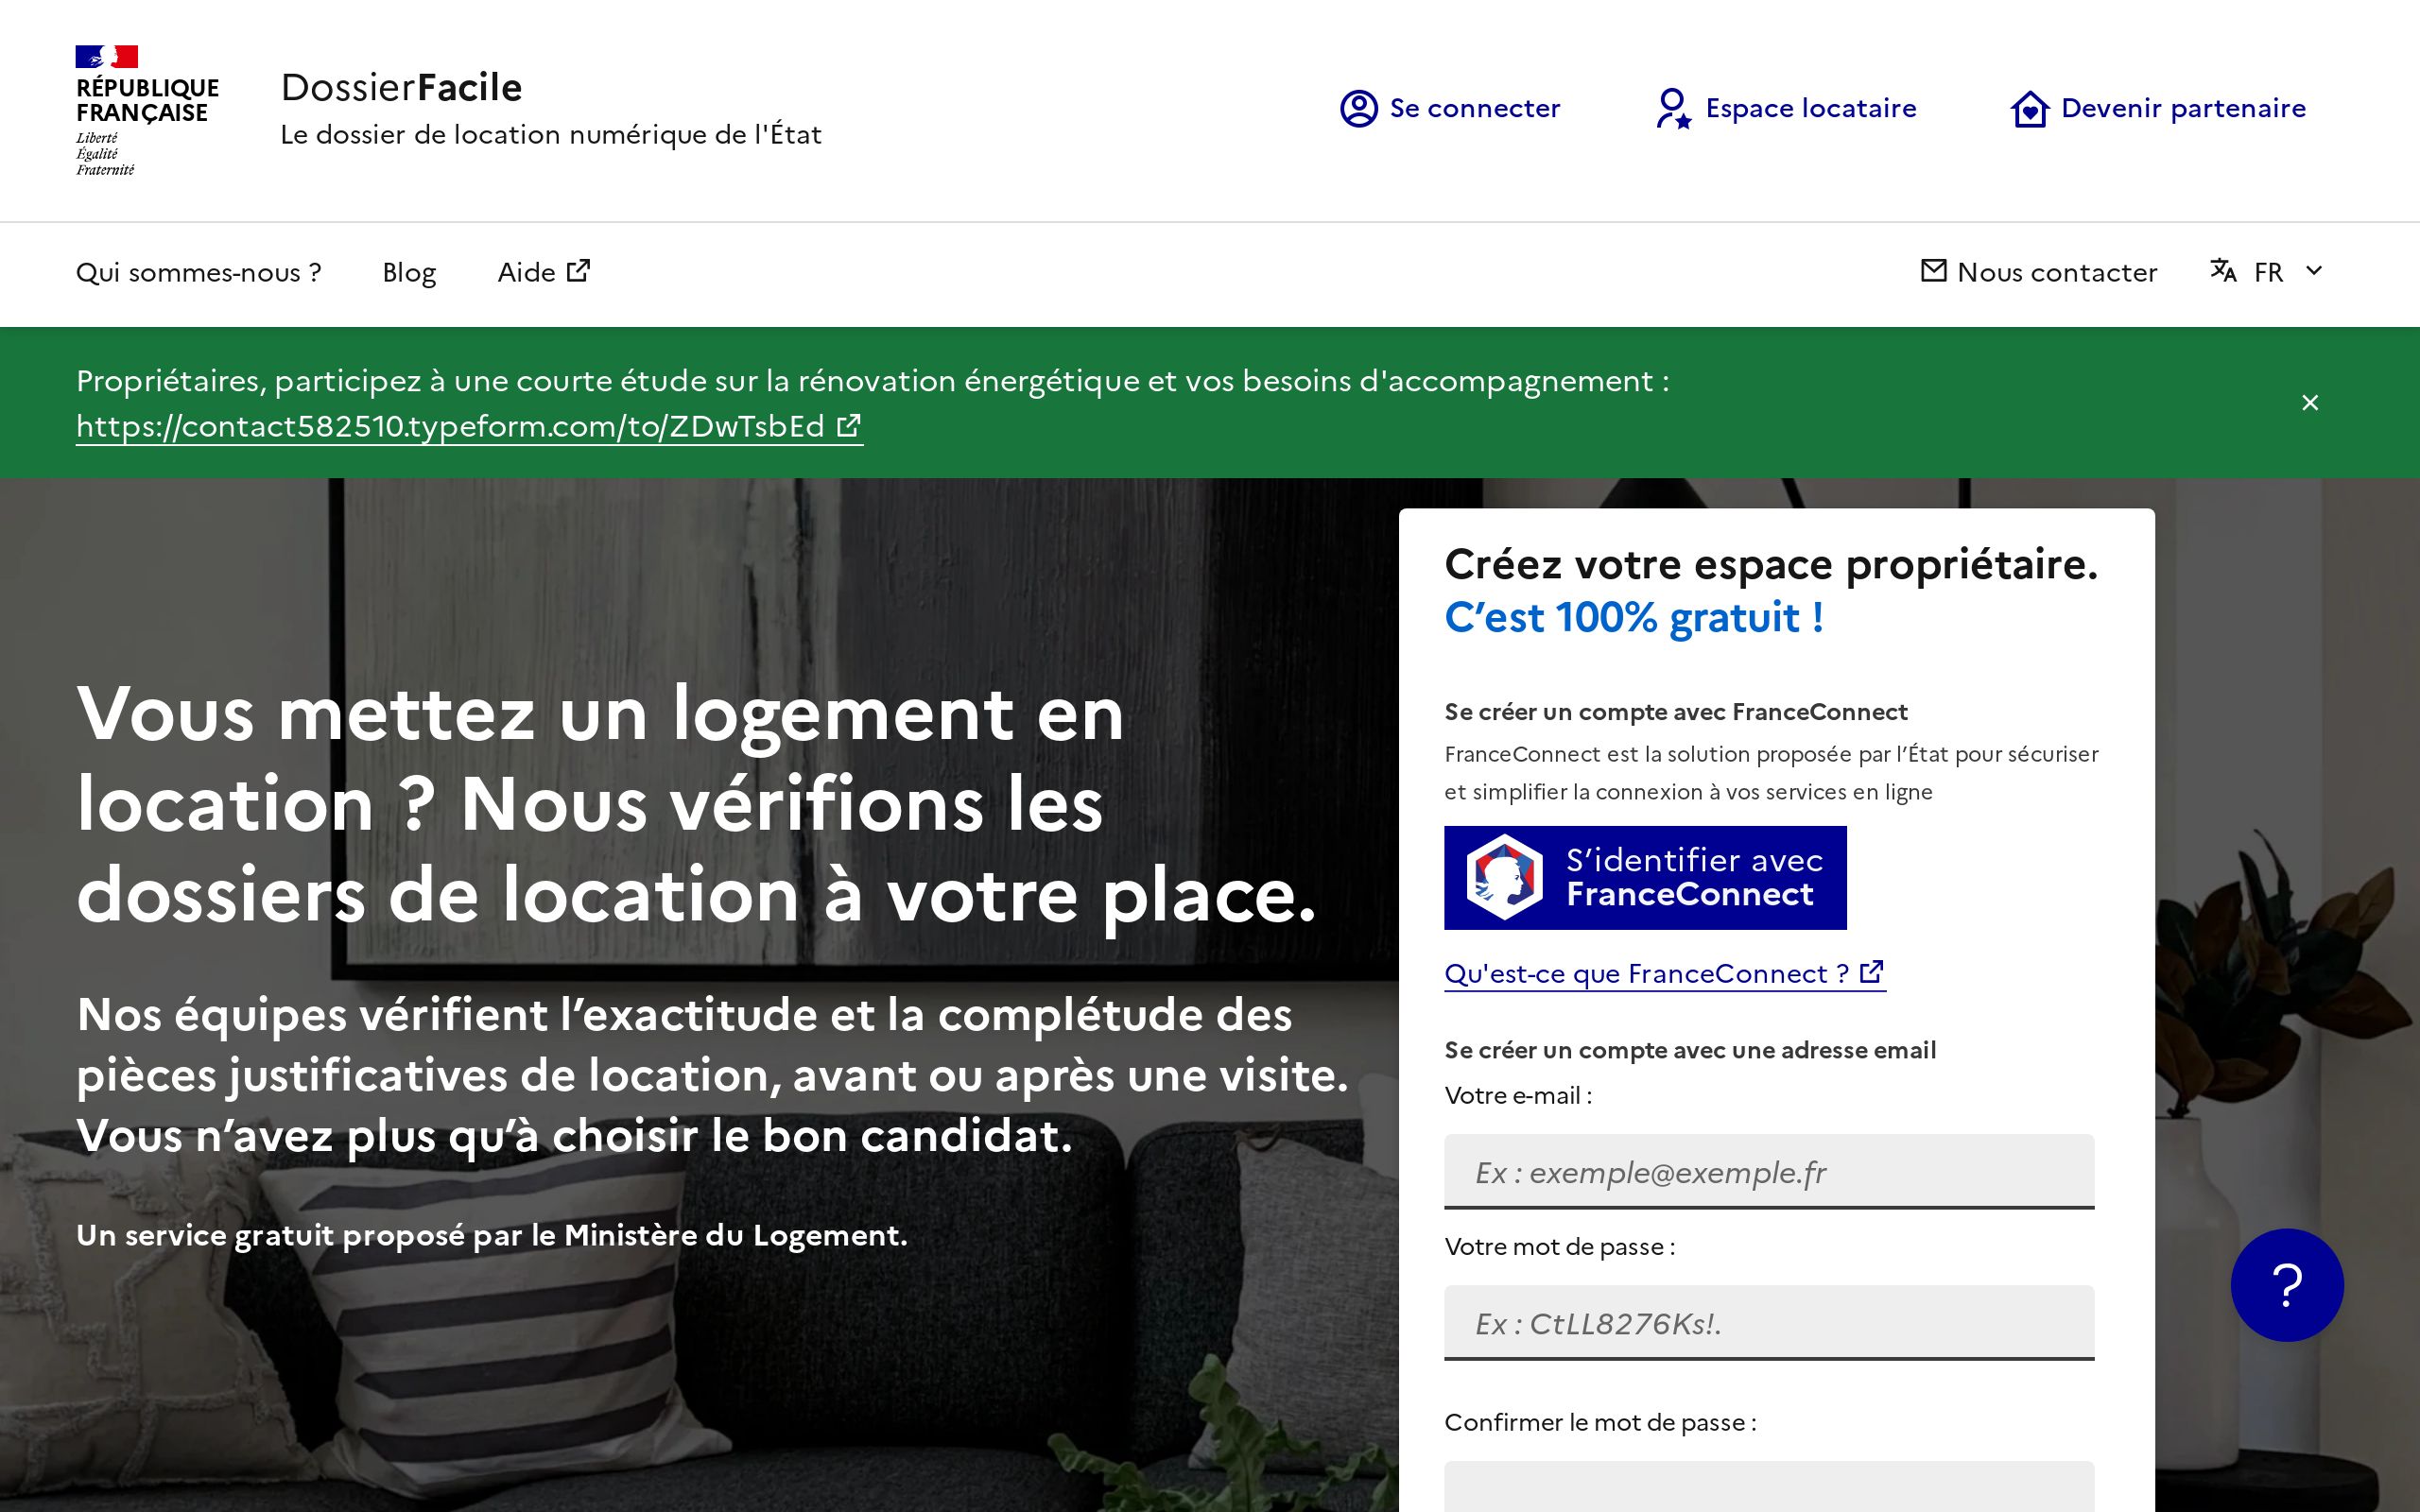 RÉPUBLIQUE
FRANÇAISE
Liberté
Égalité
Fraternité
DossierFacile
Le dossier de location numérique de l'État
Se connecter
Espace locataire
Devenir partenaire
Qui sommes-nous ?
Blog
Aide
Nous contacter
FR
Propriétaires, participez à une courte étude sur la rénovation énergétique et vos besoins d'accompagnement :
https://contact582510.typeform.com/to/ZDwTsbEd
Vous mettez un logement en
location ? Nous vérifions les
dossiers de location à votre place.
Nos équipes vérifient l’exactitude et la complétude des
pièces justificatives de location, avant ou après une visite.
Vous n’avez plus qu’à choisir le bon candidat.
Un service gratuit proposé par le Ministère du Logement.
Créez votre espace propriétaire.
C’est 100% gratuit !
Se créer un compte avec FranceConnect
FranceConnect est la solution proposée par l’État pour sécuriser
et simplifier la connexion à vos services en ligne
S’identifier avec
FranceConnect
Qu'est-ce que FranceConnect ?
Se créer un compte avec une adresse email
Votre e-mail :
Ex : exemple@exemple.fr
Votre mot de passe :
Ex : CtLL8276Ks!.
Confirmer le mot de passe :
?